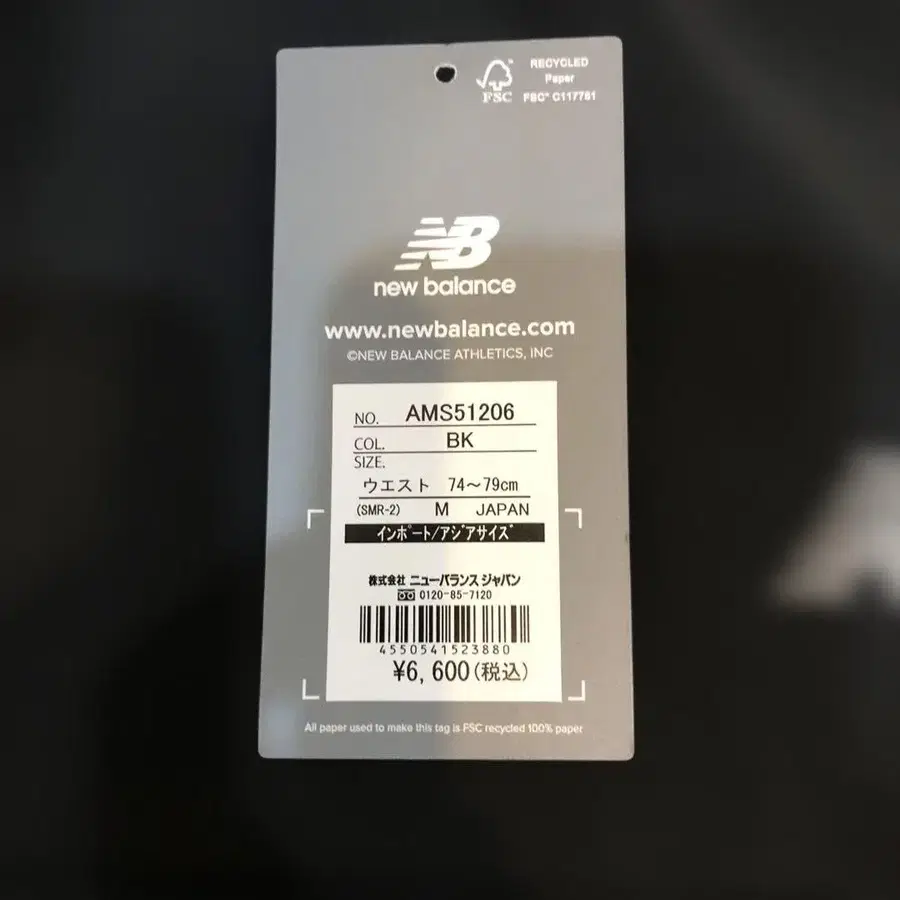 FSC
RECYCLED
Paper
FSC® C117761
NB
new balance
www.newbalance.com
©NEW BALANCE ATHLETICS, INC
NO. AMS51206
COL. BK
SIZE.
ウエスト 74～79cm
(SMR-2) M JAPAN
インポート/アジアサイズ
株式会社 ニューバランス ジャパン
0120-85-7120
4550541523880
¥6,600(税込)
All paper used to make this tag is FSC recycled 100% paper